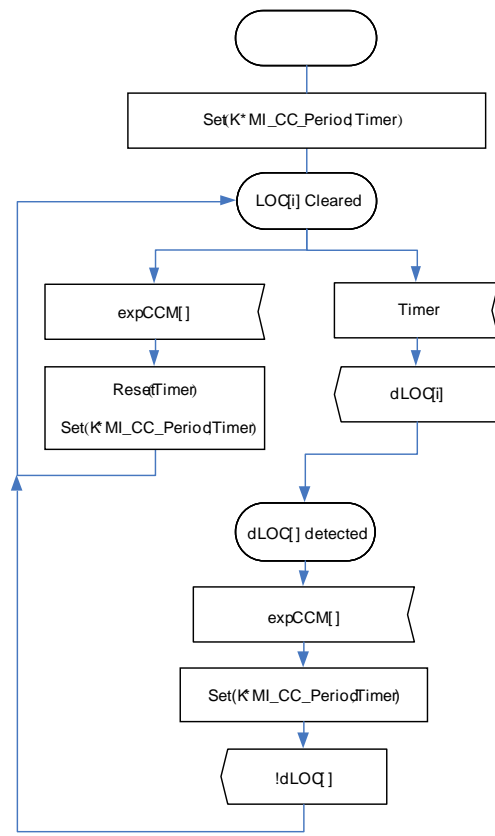 Set(K* MI_CC_Period, Timer)
LOC[i] Cleared
expCCM[ ]
Timer
Reset(Timer)
Set(K* MI_CC_Period,Timer)
dLOC[i]
dLOC[ ] detected
expCCM[ ]
Set(K* MI_CC_Period,Timer)
!dLOC[ ]